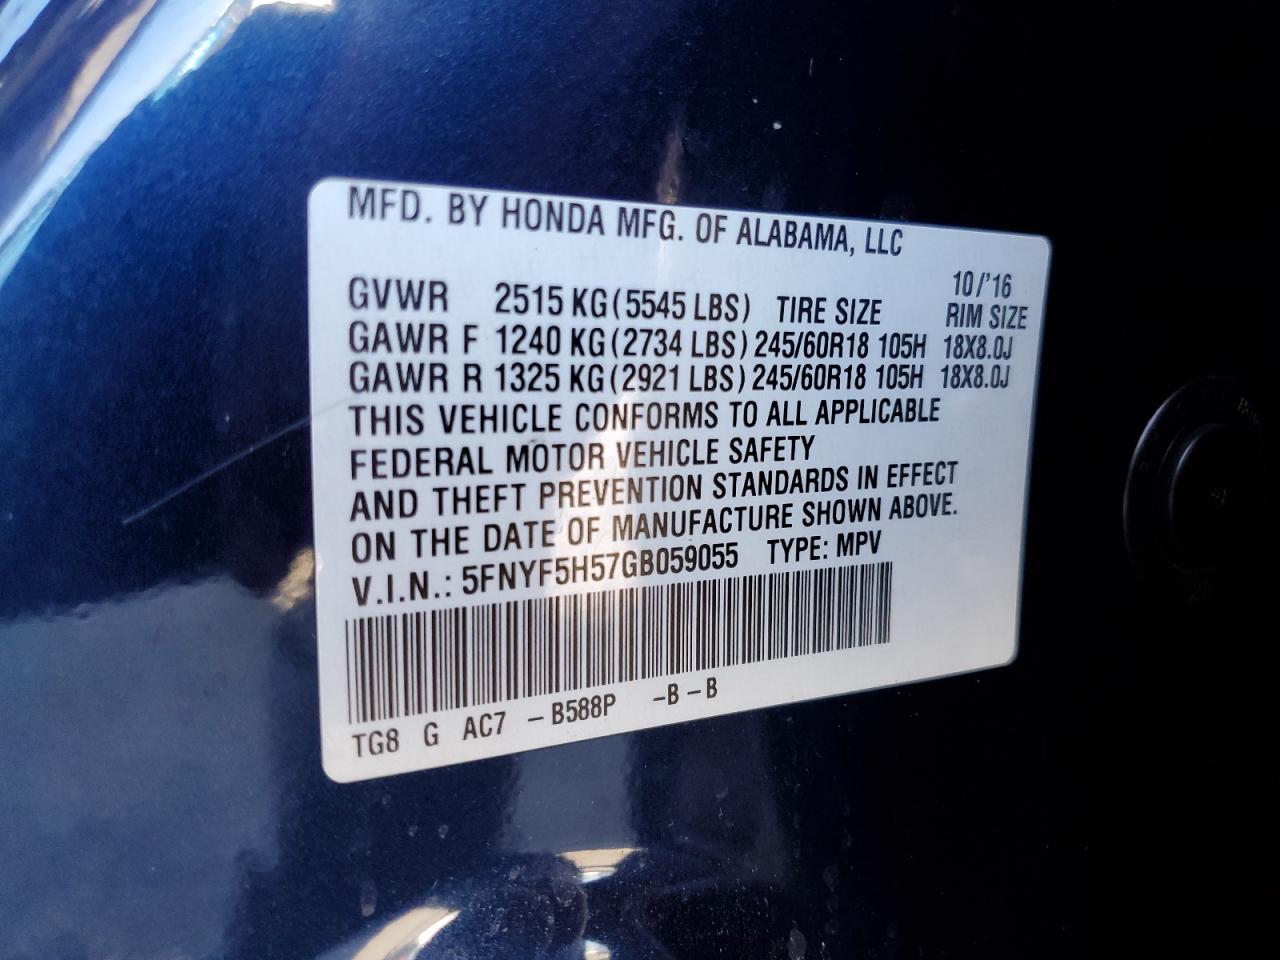 MFD. BY HONDA MFG. OF ALABAMA, LLC
10/'16
GVWR 2515 KG (5545 LBS) TIRE SIZE RIM SIZE
GAWR F 1240 KG (2734 LBS) 245/60R18 105H 18X8.0J
GAWR R 1325 KG (2921 LBS) 245/60R18 105H 18X8.0J
THIS VEHICLE CONFORMS TO ALL APPLICABLE
FEDERAL MOTOR VEHICLE SAFETY
AND THEFT PREVENTION STANDARDS IN EFFECT
ON THE DATE OF MANUFACTURE SHOWN ABOVE.
V.I.N.: 5FNYF5H57GB059055 TYPE: MPV
TG8 G AC7 – B588P –B – B